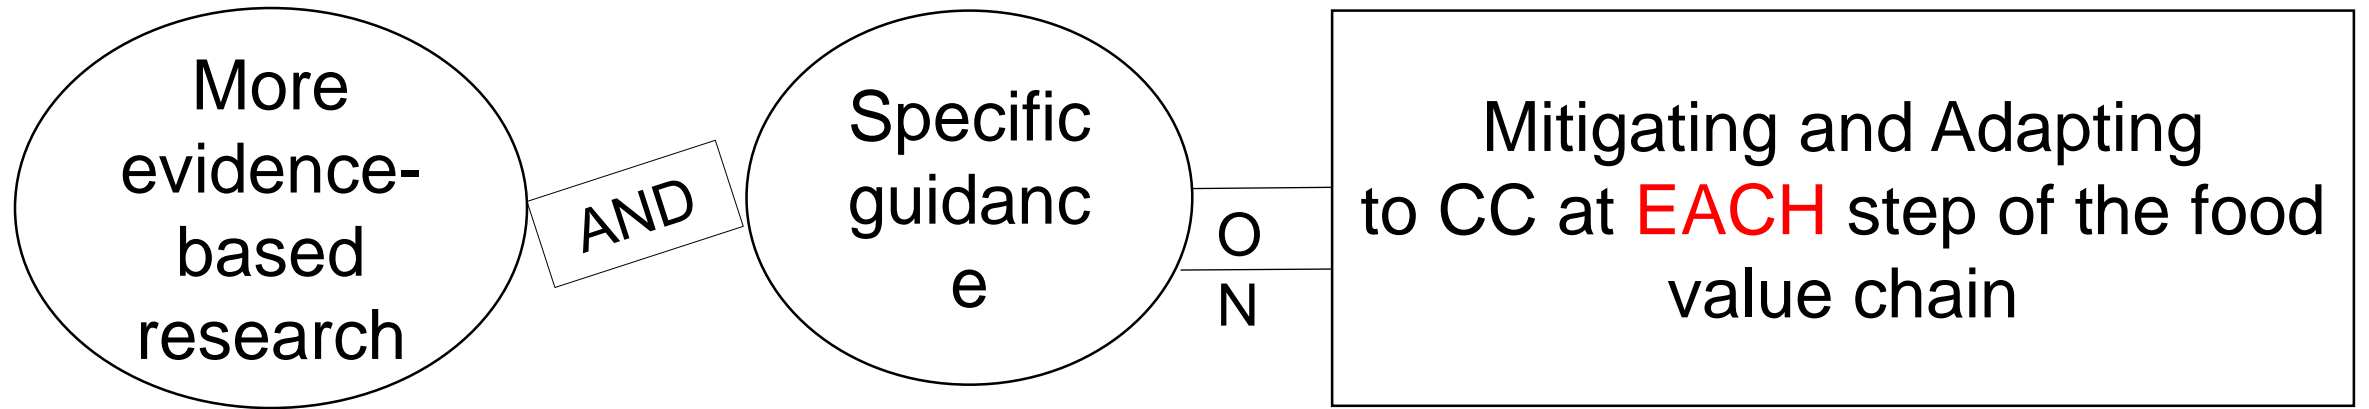 More
evidence-
based
research
AND
Specific
guidanc
e
O
N
Mitigating and Adapting
to CC at EACH step of the food
value chain